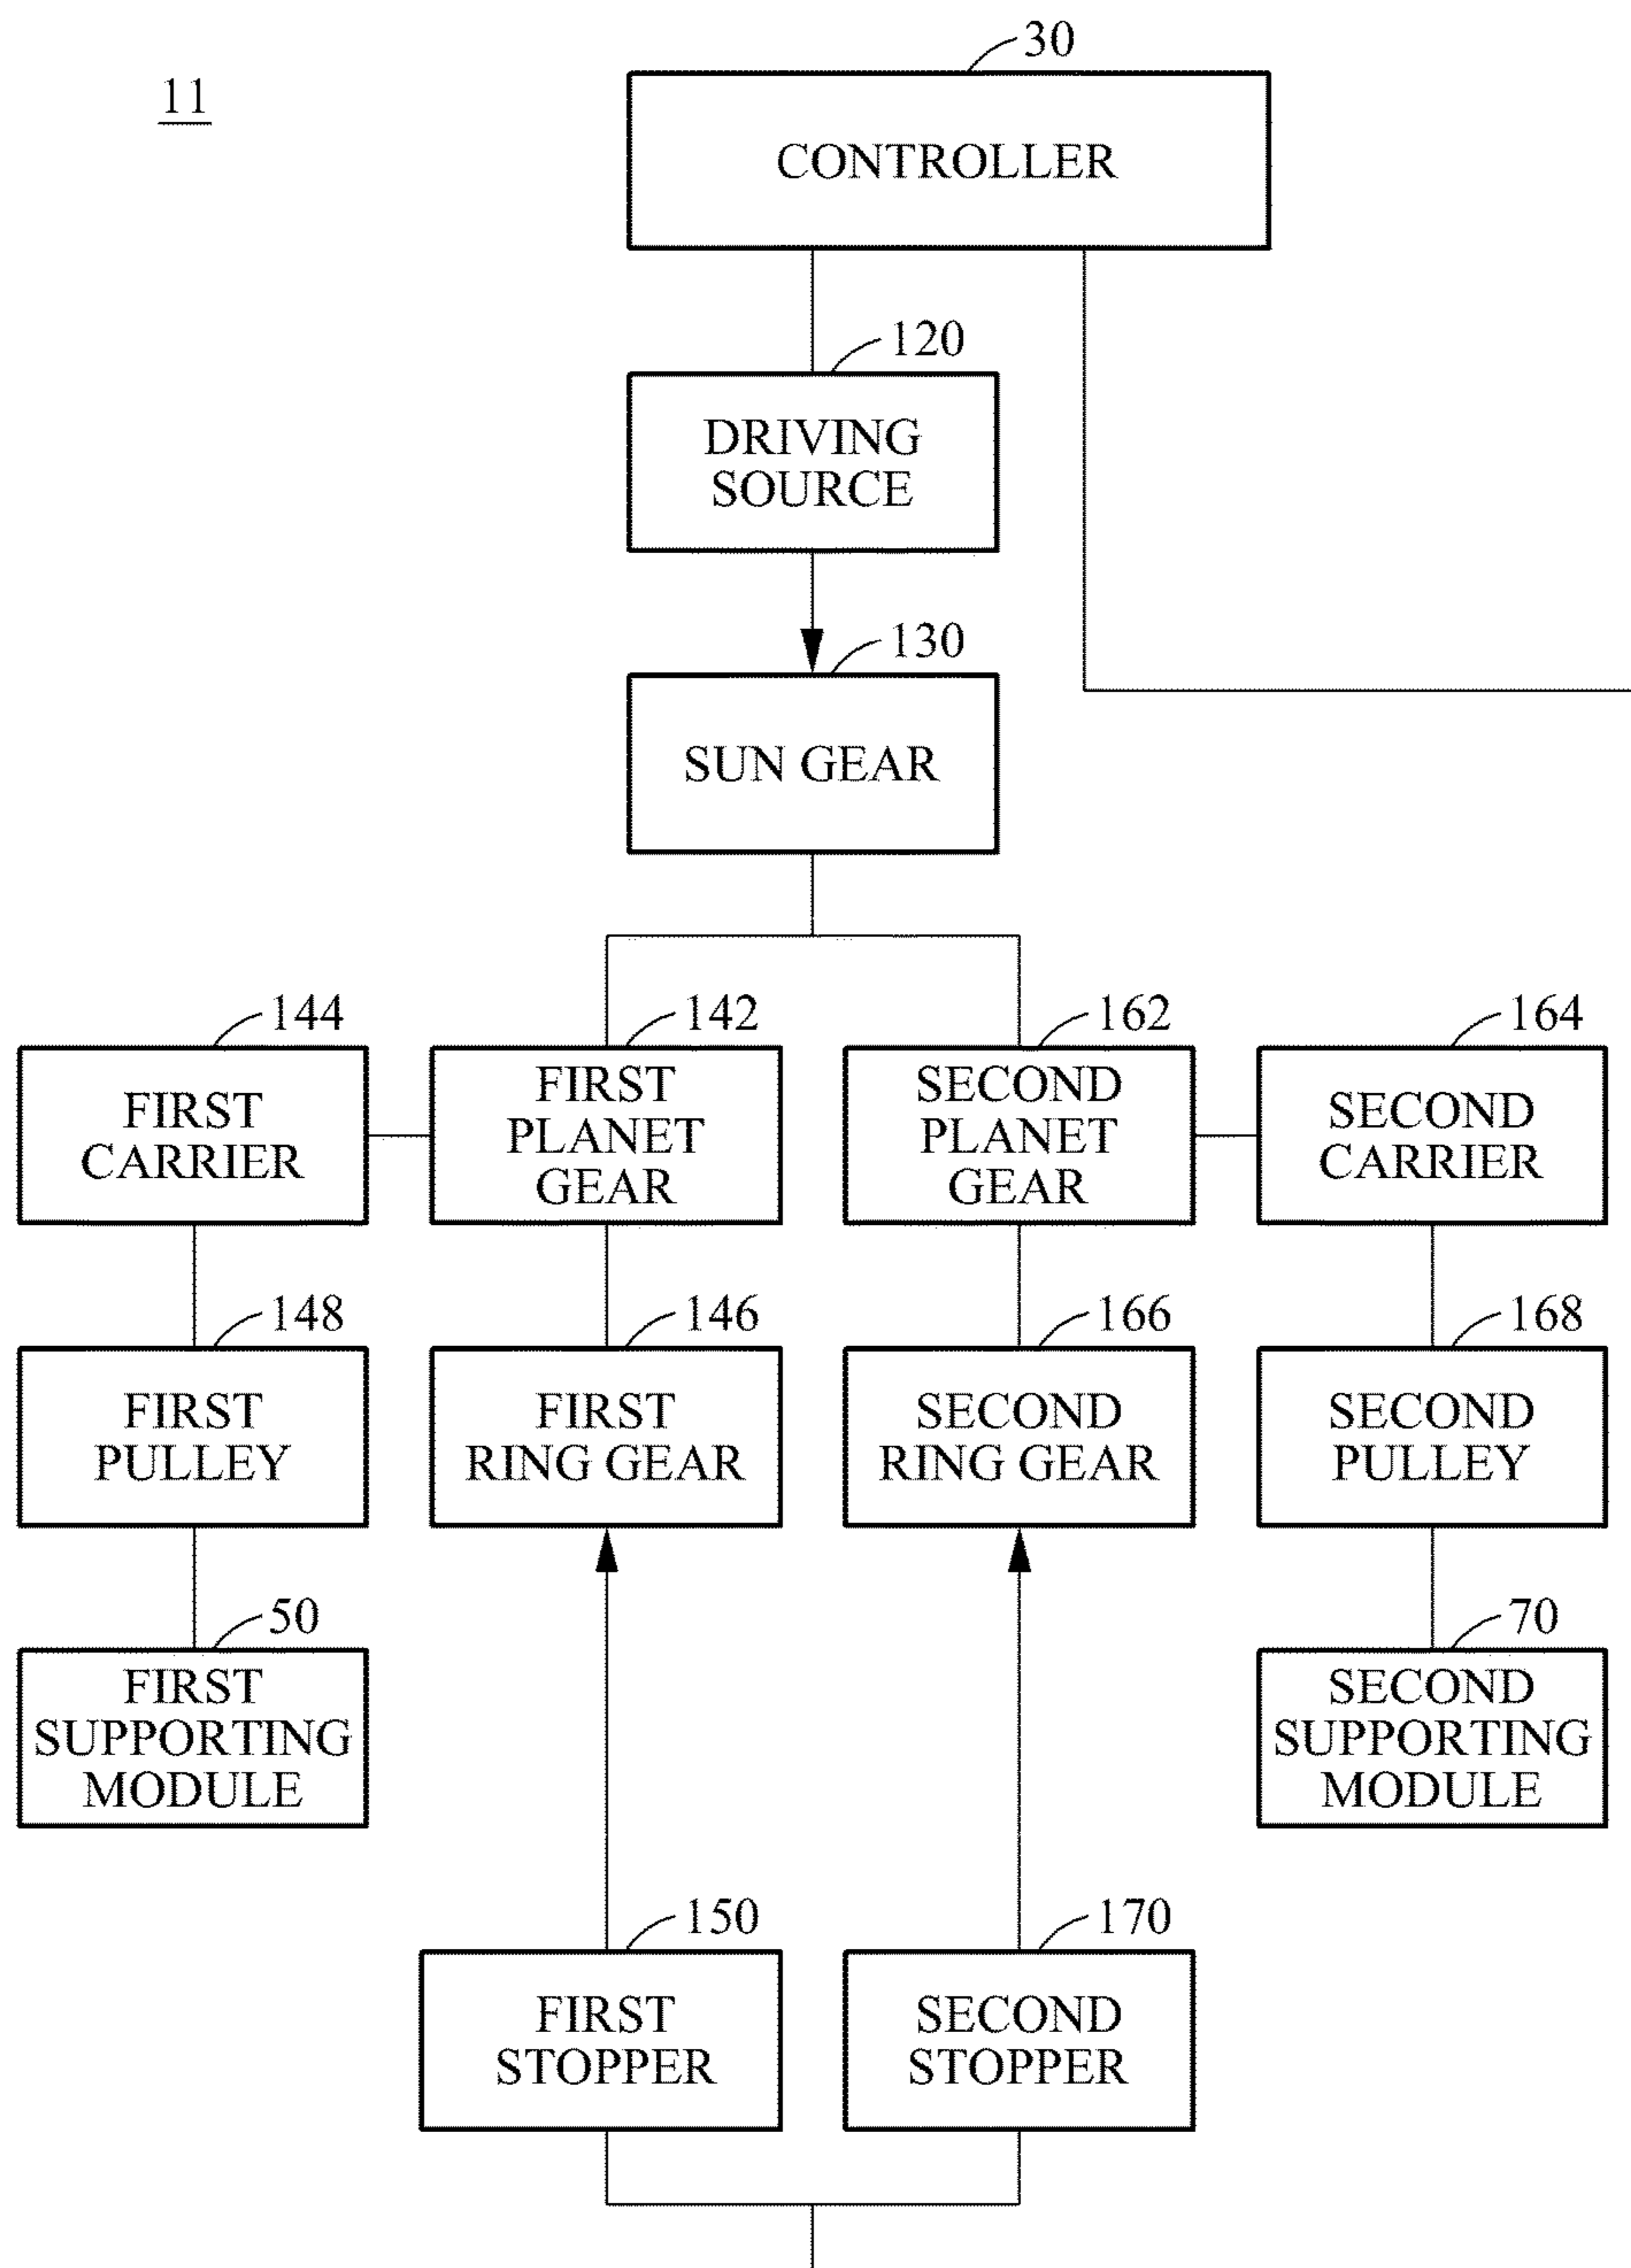 30
11
CONTROLLER
120
DRIVING
SOURCE
130
SUN GEAR
144
142
162
164
FIRST
CARRIER
FIRST
PLANET
GEAR
SECOND
PLANET
GEAR
SECOND
CARRIER
148
146
166
168
FIRST
PULLEY
FIRST
RING GEAR
SECOND
RING GEAR
SECOND
PULLEY
50
70
FIRST
SUPPORTING
MODULE
SECOND
SUPPORTING
MODULE
150
170
FIRST
STOPPER
SECOND
STOPPER